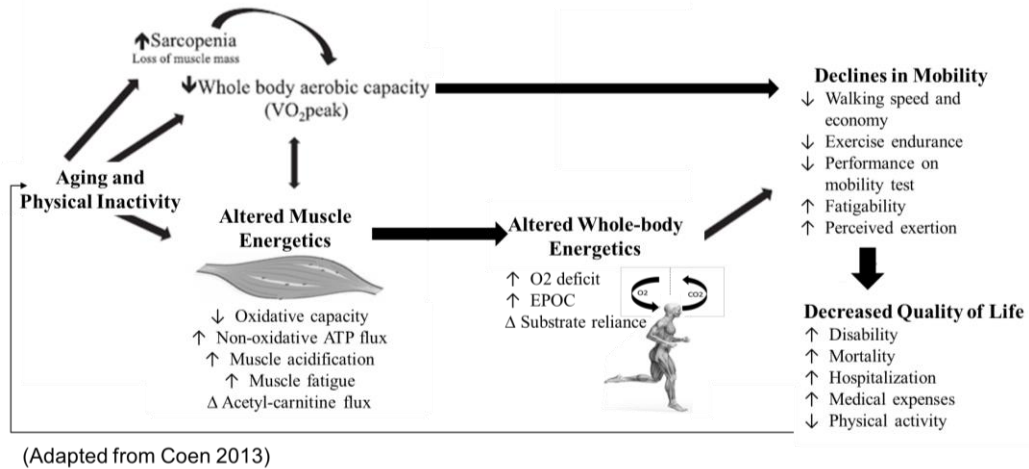 ↑Sarcopenia
Loss of muscle mass
↓Whole body aerobic capacity
(VO₂peak)
Aging and
Physical Inactivity
Altered Muscle
Energetics
↓ Oxidative capacity
↑ Non-oxidative ATP flux
↑ Muscle acidification
↑ Muscle fatigue
Δ Acetyl-carnitine flux
Altered Whole-body
Energetics
↑ O2 deficit
↑ EPOC
Δ Substrate reliance
O2
CO2
Declines in Mobility
↓ Walking speed and
economy
↓ Exercise endurance
↓ Performance on
mobility test
↑ Fatigability
↑ Perceived exertion
Decreased Quality of Life
↑ Disability
↑ Mortality
↑ Hospitalization
↑ Medical expenses
↓ Physical activity
(Adapted from Coen 2013)